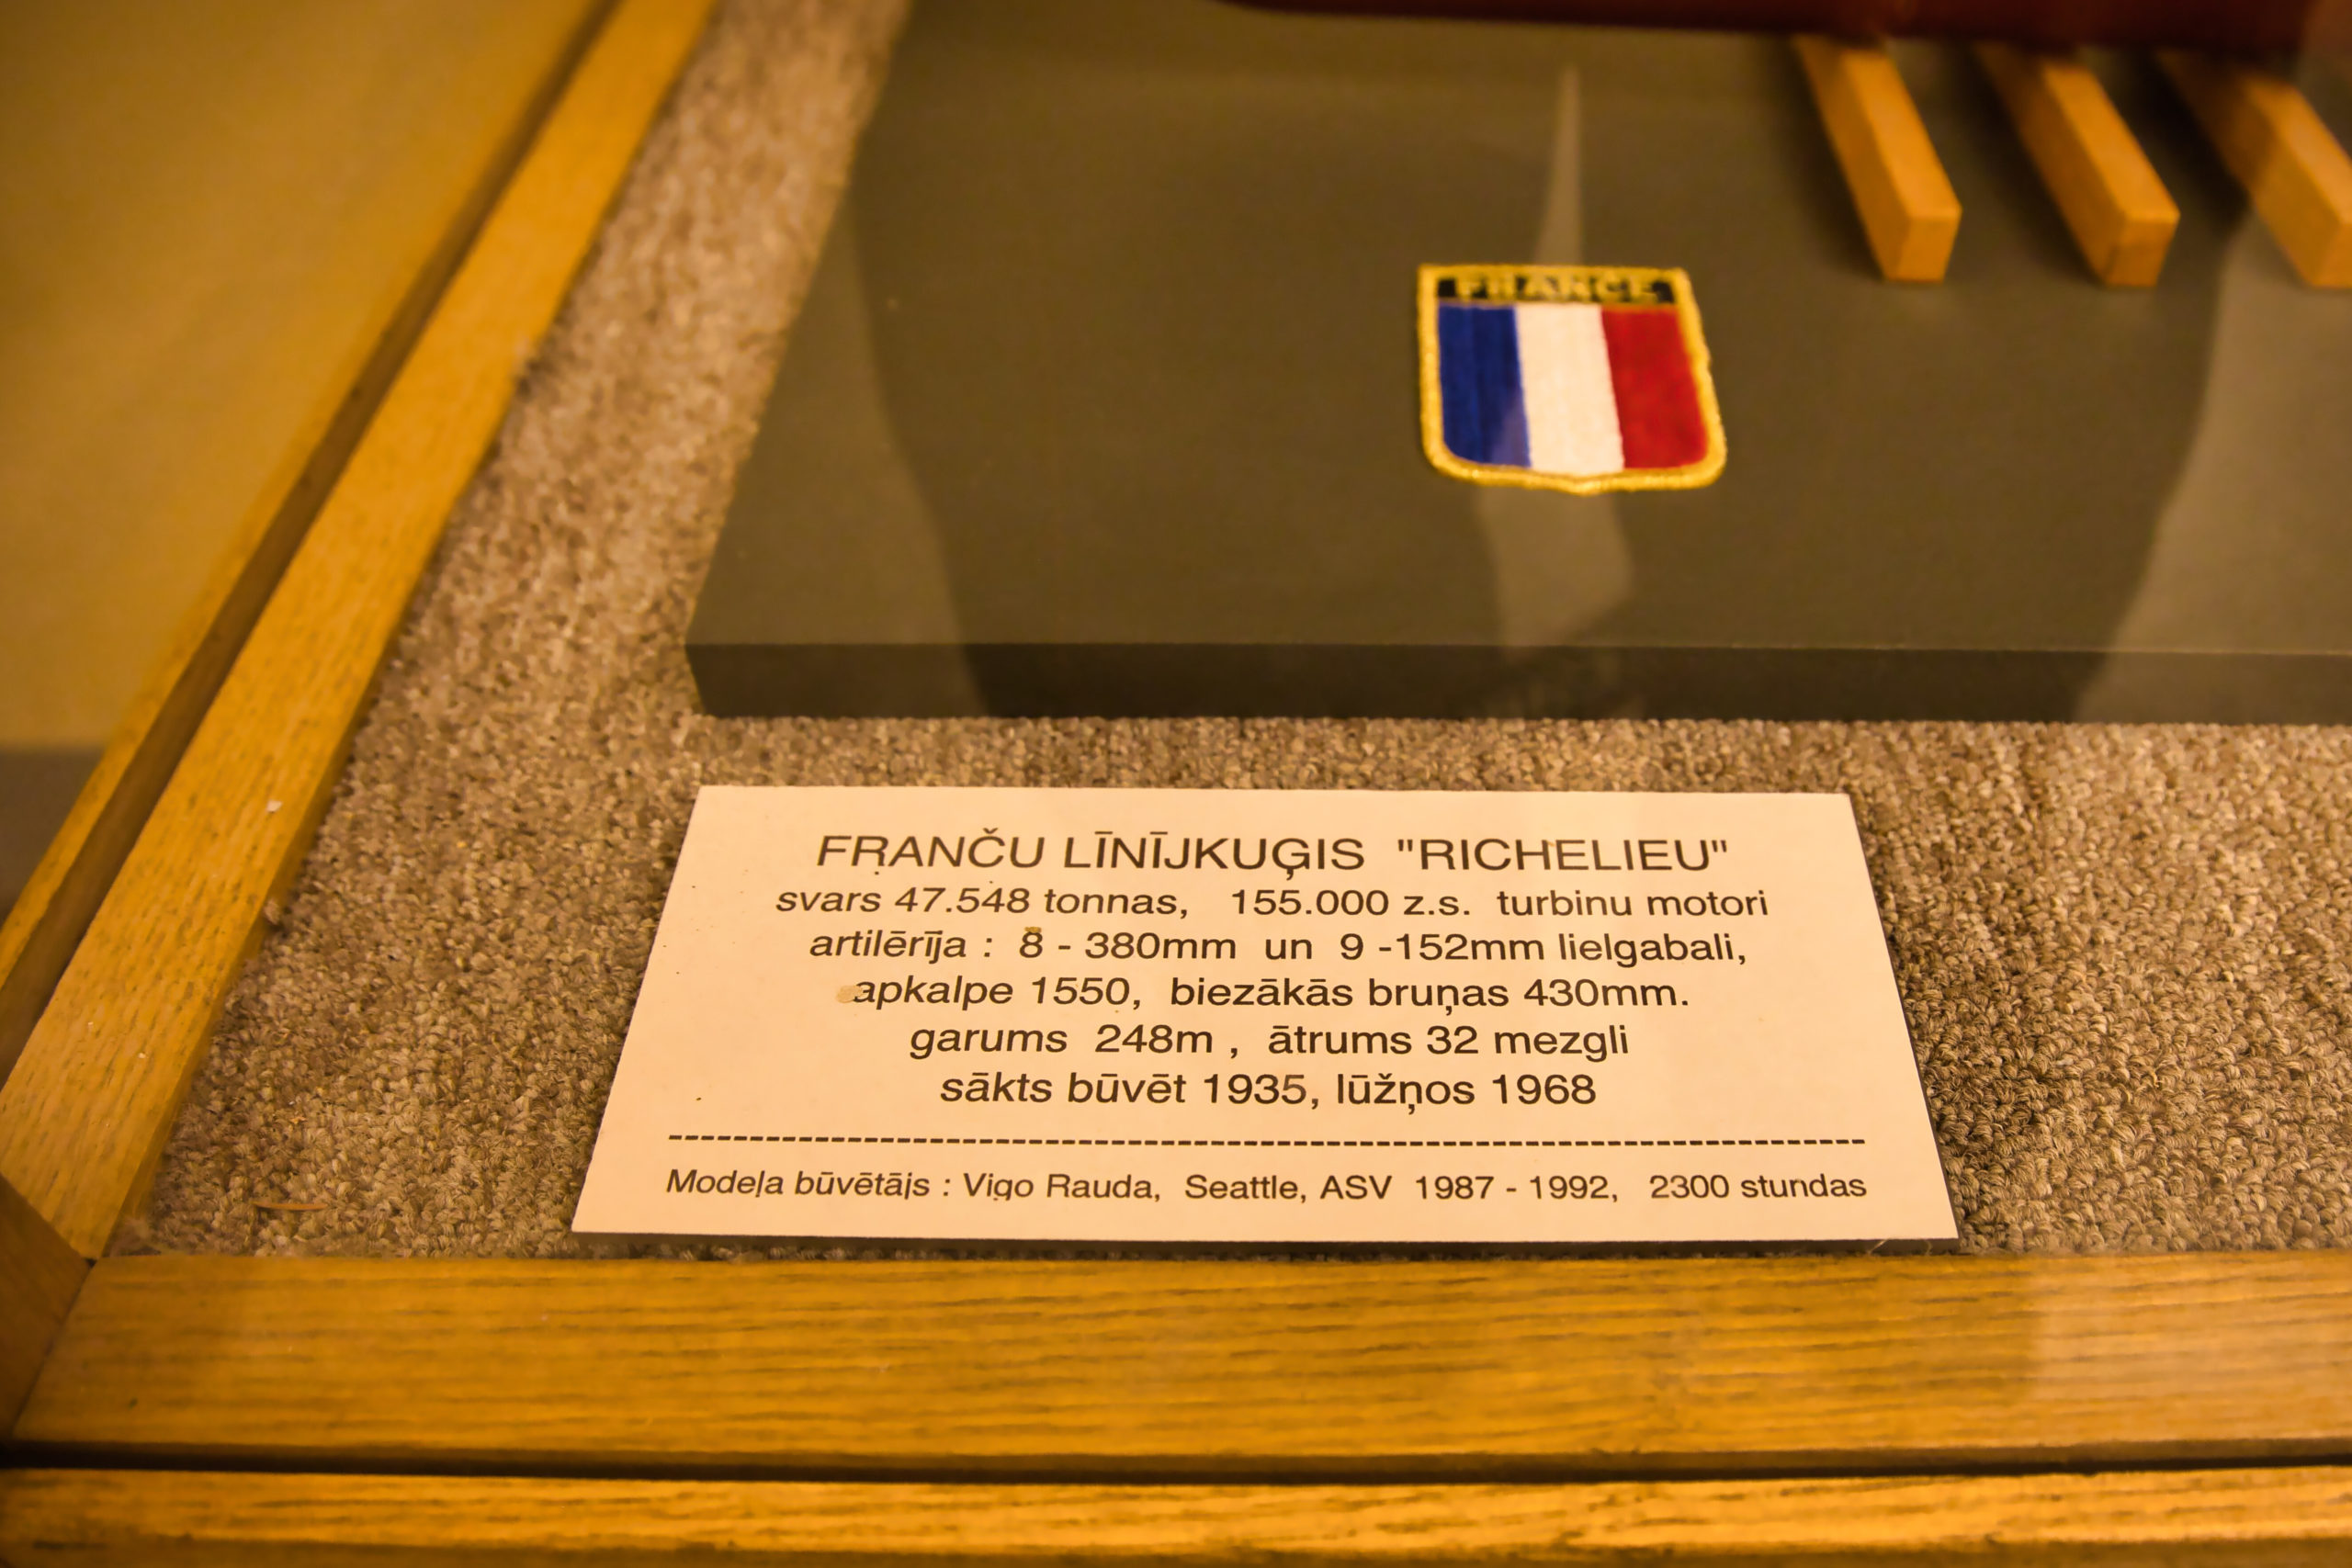 FRANCE
FRANČU LĪNĪJKUĢIS "RICHELIEU"
svars 47.548 tonnas, 155.000 z.s. turbinu motori
artilērīja : 8 - 380mm un 9 -152mm lielgabali,
apkalpe 1550, biezākās bruņas 430mm.
garums 248m , ātrums 32 mezgli
sākts būvēt 1935, lūžņos 1968
Modeļa būvētājs : Vigo Rauda, Seattle, ASV 1987 - 1992, 2300 stundas